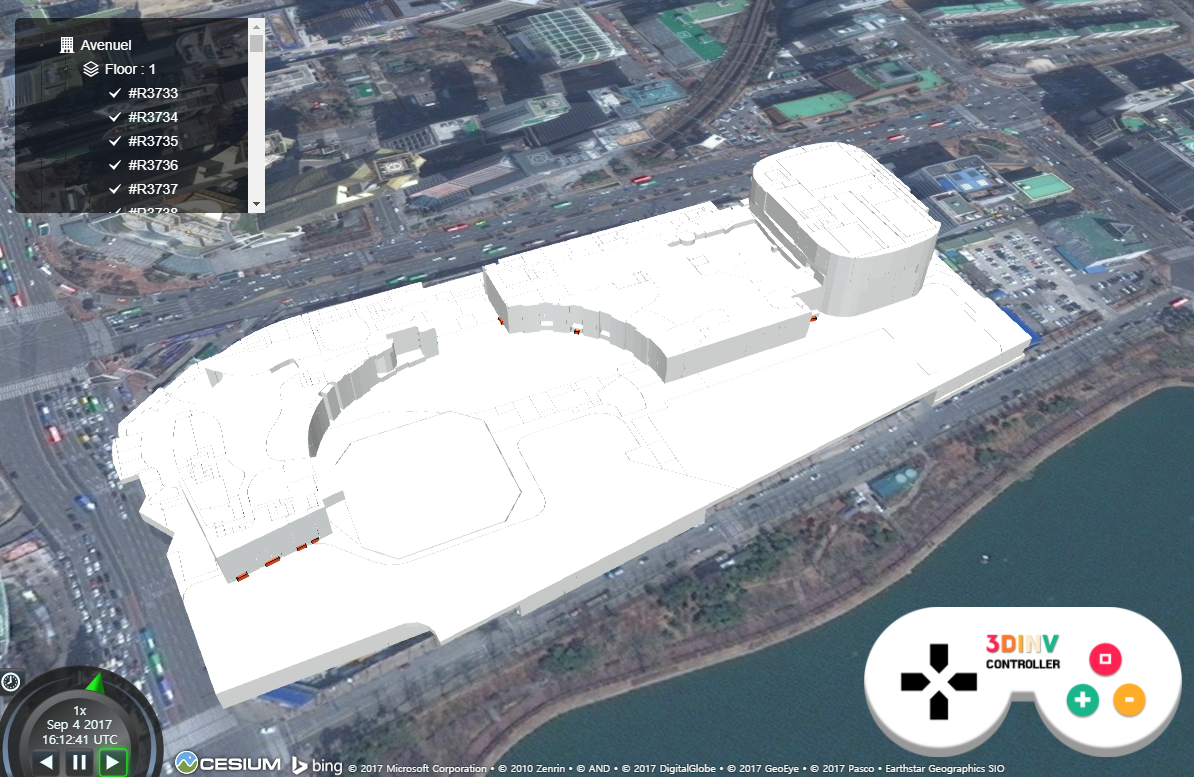 Avenuel
Floor : 1
#R3733
#R3734
#R3735
#R3736
#R3737
#R3738
3DINV
CONTROLLER
1x
Sep 4 2017
16:12:41 UTC
CESIUM bing © 2017 Microsoft Corporation • © 2010 Zenrin • © AND • © 2017 DigitalGlobe • © 2017 GeoEye • © 2017 Pasco • Earthstar Geographics SIO